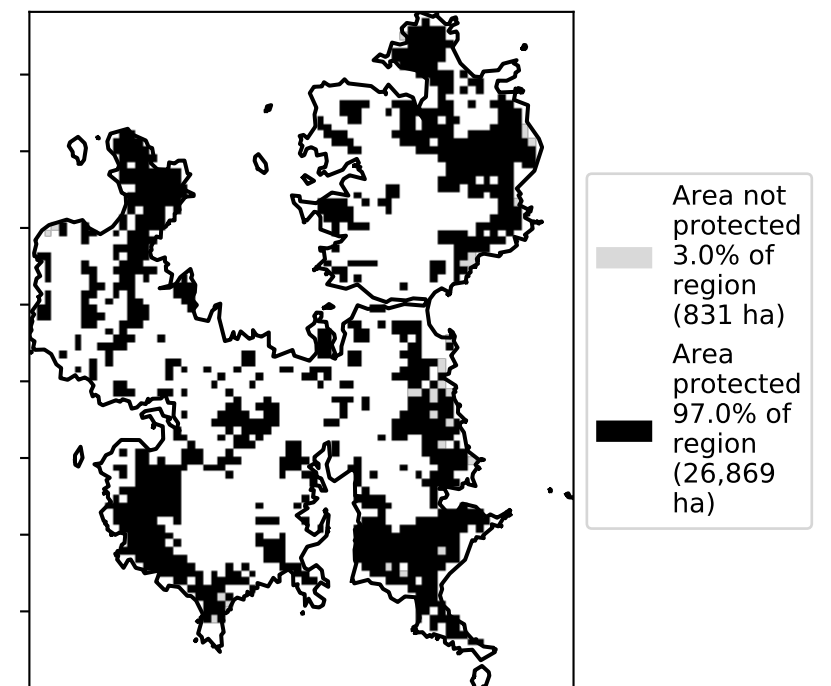 Area not
protected
3.0% of
region
(831 ha)
Area
protected
97.0% of
region
(26,869
ha)